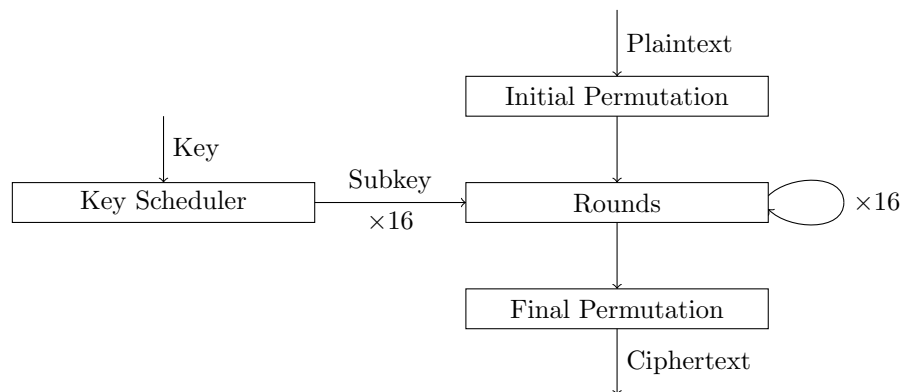 Plaintext
Initial Permutation
Key
Key Scheduler
Subkey
×16
Rounds
×16
Final Permutation
Ciphertext